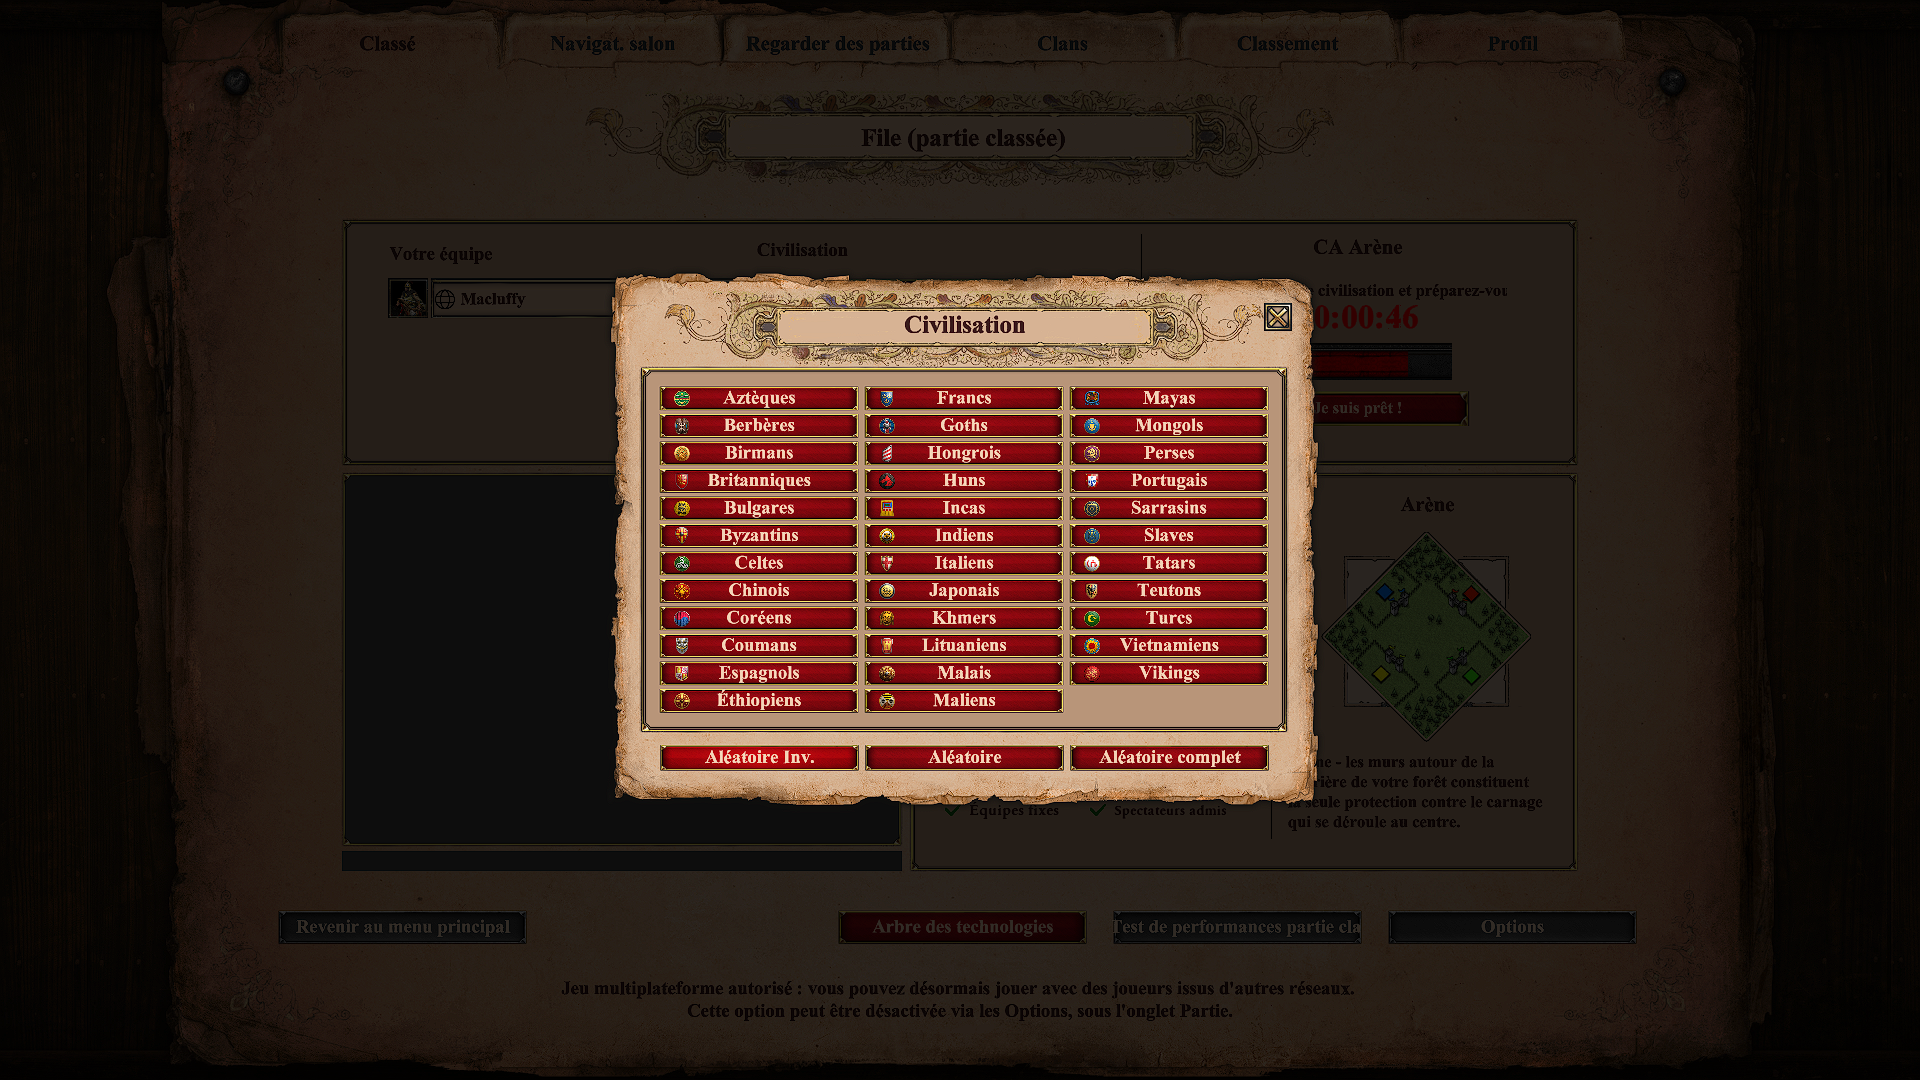 Classé
Navigat. salon
Regarder des parties
Clans
Classement
Profil
File (partie classée)
Votre équipe
Civilisation
CA Arène
Macluffy
civilisation et préparez-vou
0:00:46
Je suis prêt !
Civilisation
Aztèques
Francs
Mayas
Berbères
Goths
Mongols
Birmans
Hongrois
Perses
Britanniques
Huns
Portugais
Bulgares
Incas
Sarrasins
Byzantins
Indiens
Slaves
Celtes
Italiens
Tatars
Chinois
Japonais
Teutons
Coréens
Khmers
Turcs
Coumans
Lituaniens
Vietnamiens
Espagnols
Malais
Vikings
Éthiopiens
Maliens
Aléatoire Inv.
Aléatoire
Aléatoire complet
Arène
- les murs autour de la
de votre forêt constituent
seule protection contre le carnage
qui se déroule au centre.
Équipes fixes
Spectateurs admis
Revenir au menu principal
Arbre des technologies
Test de performances partie cla
Options
Jeu multiplateforme autorisé : vous pouvez désormais jouer avec des joueurs issus d'autres réseaux.
Cette option peut être désactivée via les Options, sous l'onglet Partie.